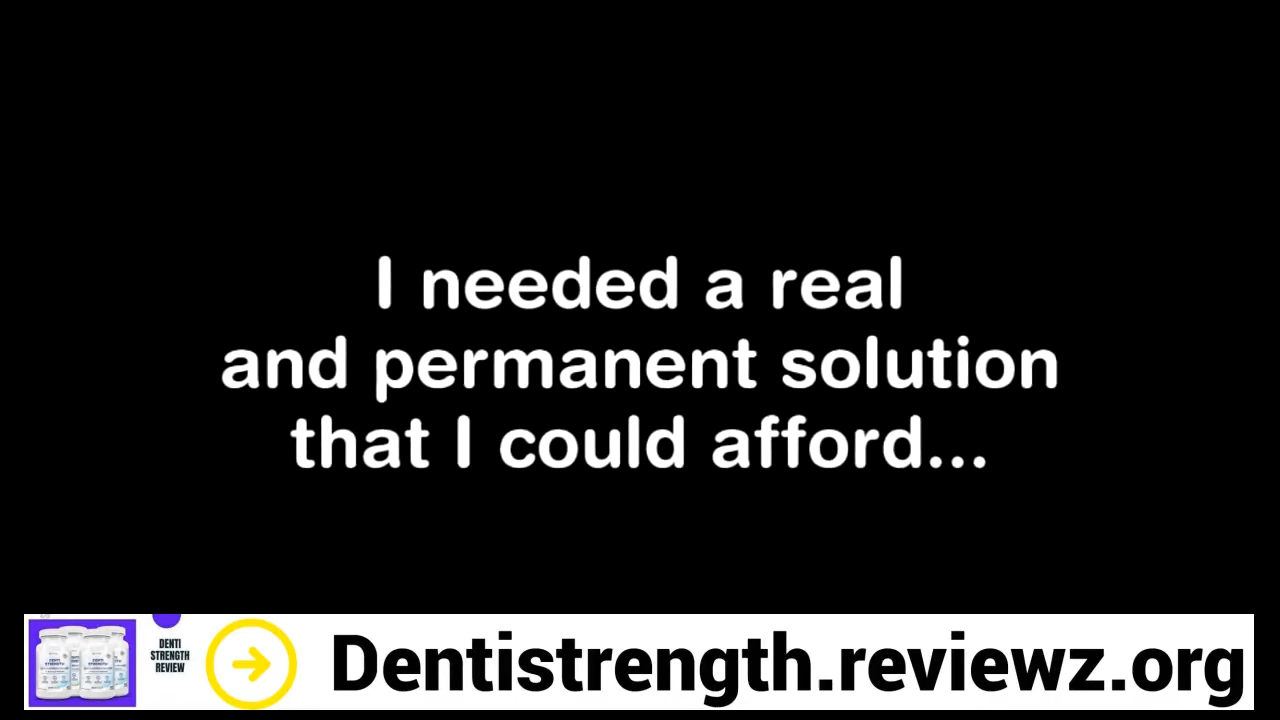 I needed a real
and permanent solution
that I could afford...
DENTI
STRENGTH
REVIEW
Dentistrength.reviewz.org